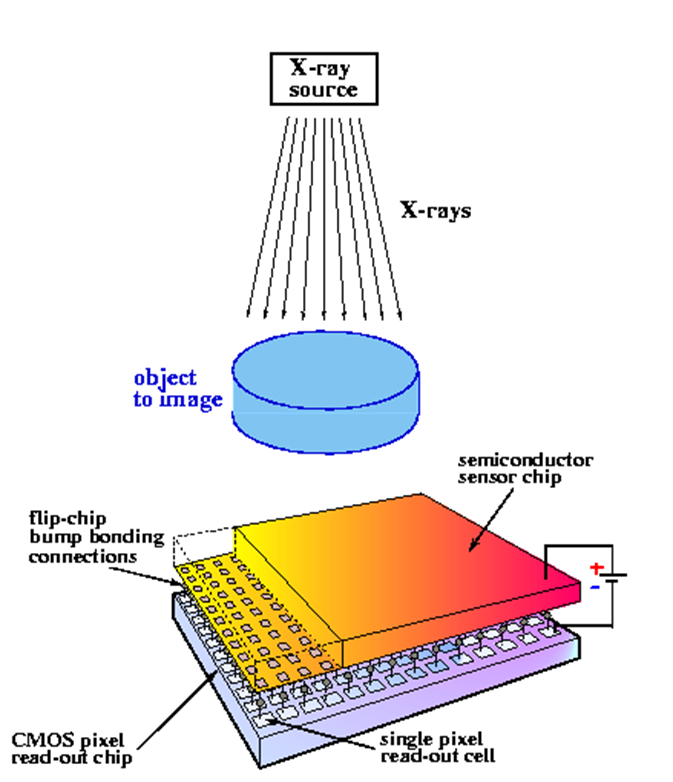 X-ray
source
X-rays
object
to image
semiconductor
sensor chip
flip-chip
bump bonding
connections
+
-
CMOS pixel
read-out chip
single pixel
read-out cell